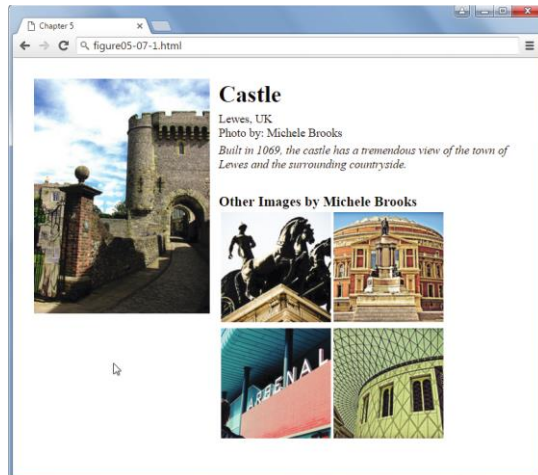 Chapter 5
figure05-07-1.html
Castle
Lewes, UK
Photo by: Michele Brooks
Built in 1069, the castle has a tremendous view of the town of
Lewes and the surrounding countryside.
Other Images by Michele Brooks
ARSENAL